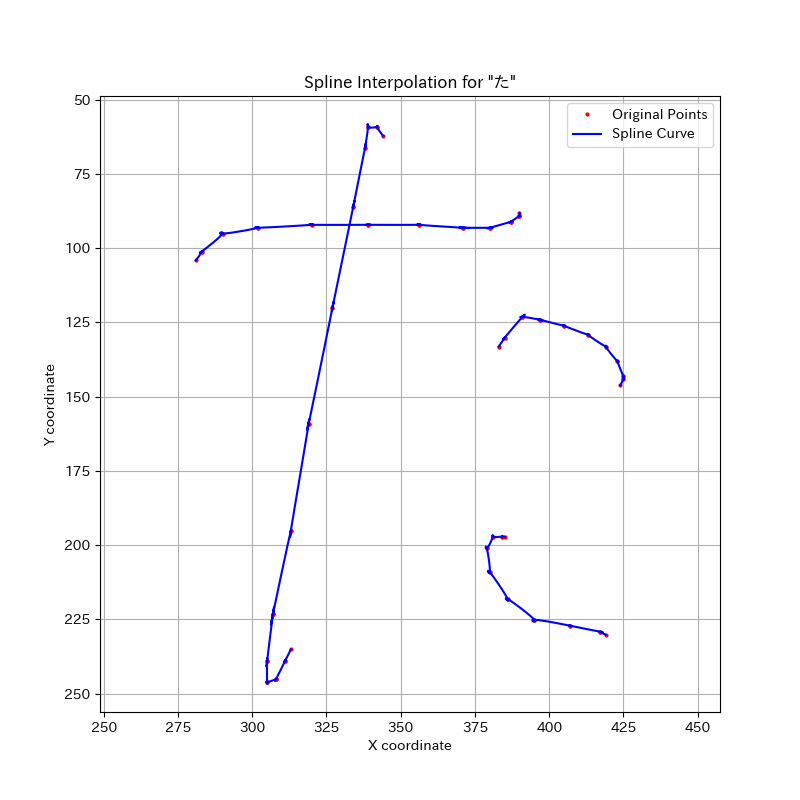 Spline Interpolation for "た"
Original Points
Spline Curve
50
75
100
125
150
175
200
225
250
Y coordinate
250 275 300 325 350 375 400 425 450
X coordinate
た